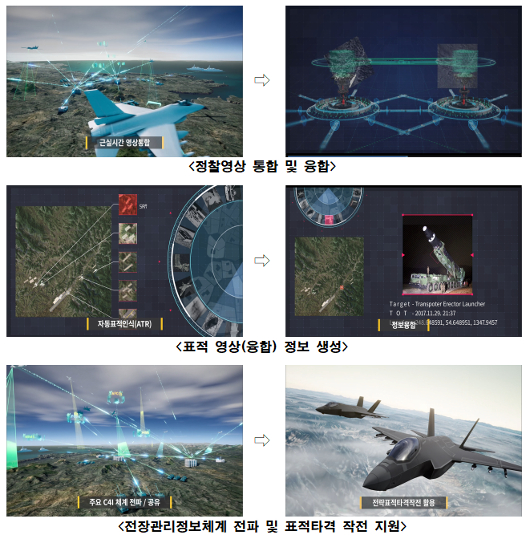 근실시간 영상통합
<정찰영상 통합 및 융합>
SRT
자동표적인식(ATR)
Target - Transpoter Erector Launcher
TOT - 2017.11.29. 21:37
54.648951, 1347.9457
정보융합
<표적 영상(융합) 정보 생성>
주요 C4I 체계 전파 / 공유
전략표적타격작전 활용
<전장관리정보체계 전파 및 표적타격 작전 지원>